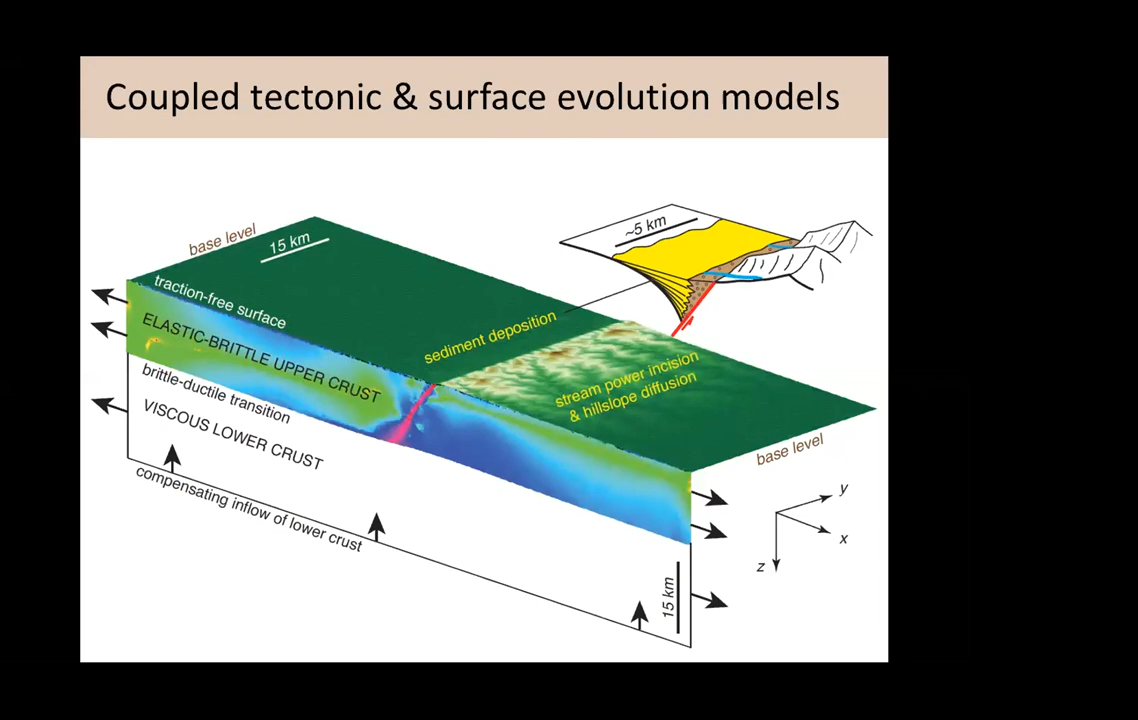 Coupled tectonic & surface evolution models
base level
15 km
~5 km
traction-free surface
sediment deposition
ELASTIC-BRITTLE UPPER CRUST
stream power incision
& hillslope diffusion
brittle-ductile transition
VISCOUS LOWER CRUST
base level
compensating inflow of lower crust
y
x
z
15 km